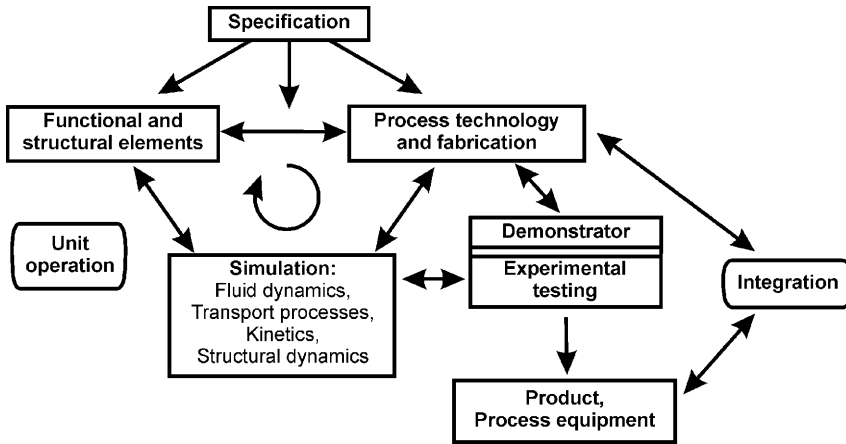 Specification
Functional and
structural elements
Process technology
and fabrication
Unit
operation
Simulation:
Fluid dynamics,
Transport processes,
Kinetics,
Structural dynamics
Demonstrator
Experimental
testing
Integration
Product,
Process equipment